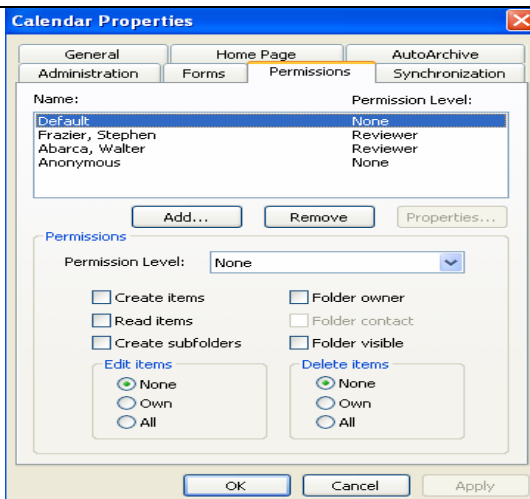 Calendar Properties
General Home Page AutoArchive
Administration Forms Permissions Synchronization
Name: Permission Level:
Default None
Frazier, Stephen Reviewer
Abarca, Walter Reviewer
Anonymous None
Add... Remove Properties...
Permissions
Permission Level: None
Create items Folder owner
Read items Folder contact
Create subfolders Folder visible
Edit items Delete items
None None
Own Own
All All
OK Cancel Apply